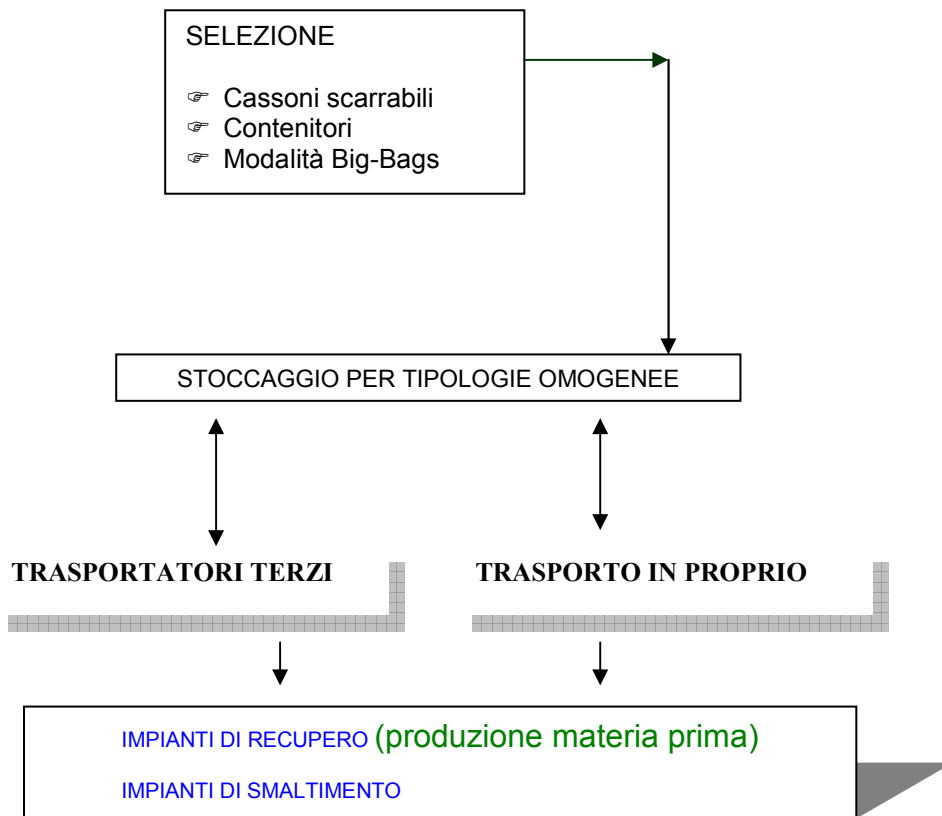 SELEZIONE
☞ Cassoni scarrabili
☞ Contenitori
☞ Modalità Big-Bags
STOCCAGGIO PER TIPOLOGIE OMOGENEE
TRASPORTATORI TERZI
TRASPORTO IN PROPRIO
IMPIANTI DI RECUPERO (produzione materia prima)
IMPIANTI DI SMALTIMENTO